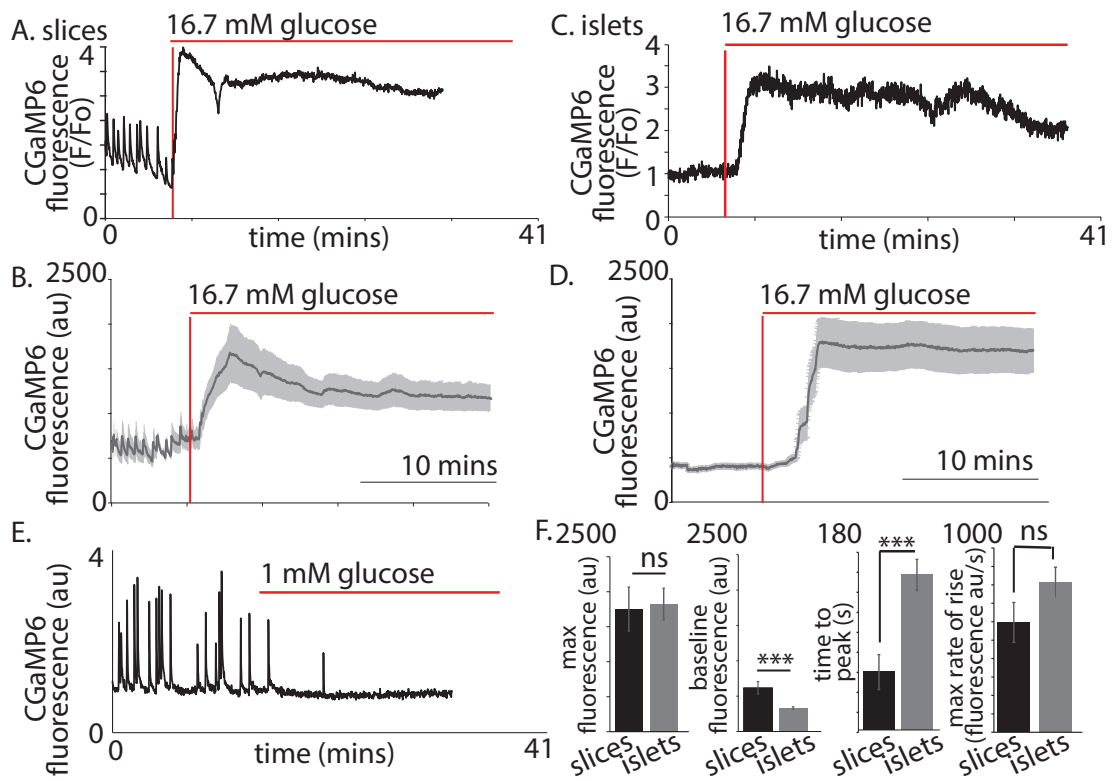 A. slices
16.7 mM glucose
4
CGaMP6
fluorescence
(F/Fo)
0
0
time (mins)
41
C. islets
16.7 mM glucose
4
3
2
1
0
CGaMP6
fluorescence
(F/Fo)
0
time (mins)
41
B.
2500
16.7 mM glucose
CGaMP6
fluorescence (au)
0
10 mins
D.
2500
16.7 mM glucose
CGaMP6
fluorescence (au)
0
10 mins
E.
4
1 mM glucose
CGaMP6
fluorescence (au)
0
0
time (mins)
41
F.
2500
ns
max
fluorescence (au)
0
slices
islets
2500
***
baseline
fluorescence (au)
0
slices
islets
180
***
time to
peak (s)
0
slices
islets
1000
ns
max rate of rise
(fluorescence au/s)
0
slices
islets